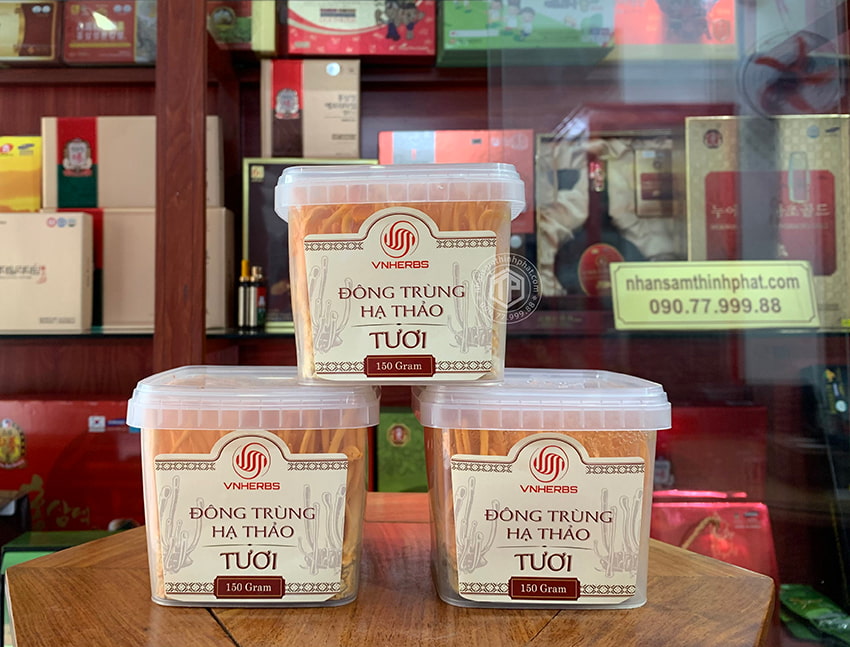 VNHERBS
ĐÔNG TRÙNG
HẠ THẢO
TƯƠI
150 Gram
nhansamthinhphat.com
090.77.999.88
VNHERBS
ĐÔNG TRÙNG
HẠ THẢO
TƯƠI
150 Gram
VNHERBS
ĐÔNG TRÙNG
HẠ THẢO
TƯƠI
150 Gram